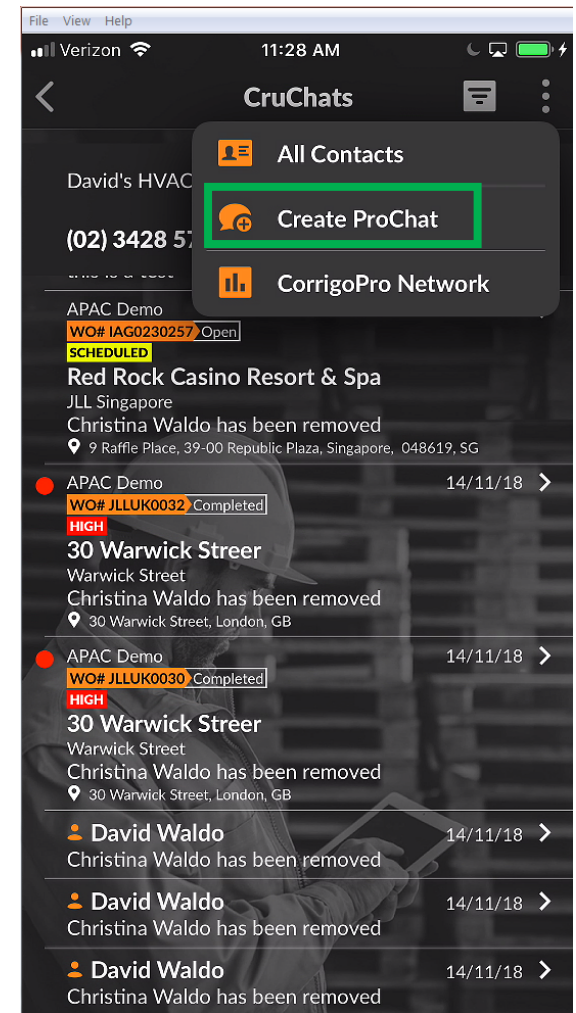 File View Help
Verizon 11:28 AM
CruChats
All Contacts
David's HVAC
Create ProChat
(02) 3428 57
this is a test
CorrigoPro Network
APAC Demo
WO# IAG0230257 Open
SCHEDULED
Red Rock Casino Resort & Spa
JLL Singapore
Christina Waldo has been removed
9 Raffle Place, 39-00 Republic Plaza, Singapore, 048619, SG
APAC Demo 14/11/18
WO# JLLUK0032 Completed
HIGH
30 Warwick Streer
Warwick Street
Christina Waldo has been removed
30 Warwick Street, London, GB
APAC Demo 14/11/18
WO# JLLUK0030 Completed
HIGH
30 Warwick Streer
Warwick Street
Christina Waldo has been removed
30 Warwick Street, London, GB
David Waldo 14/11/18
Christina Waldo has been removed
David Waldo 14/11/18
Christina Waldo has been removed
David Waldo 14/11/18
Christina Waldo has been removed